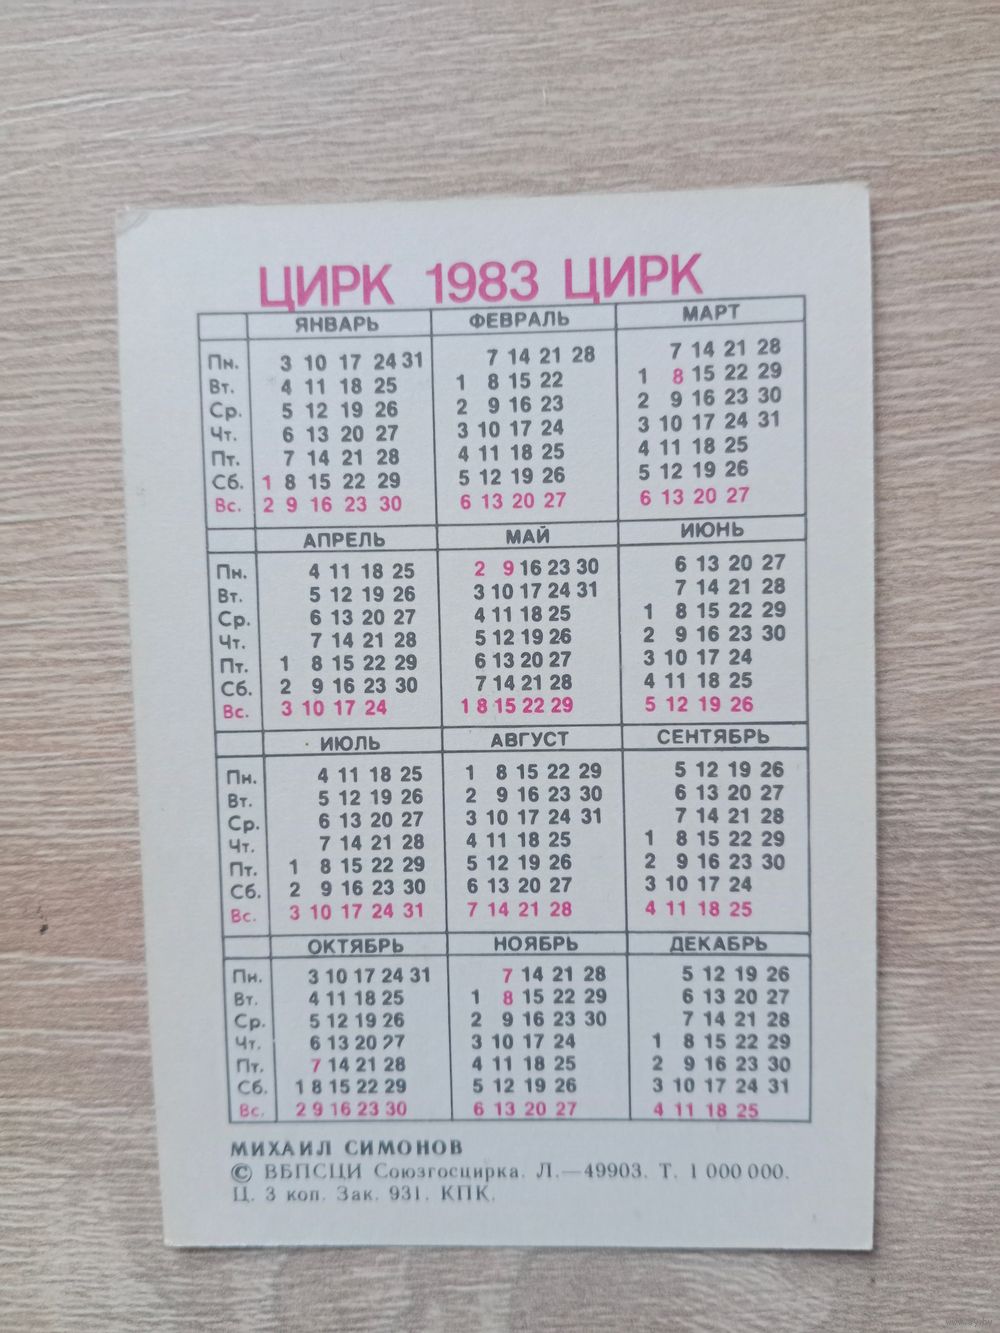 ЦИРК 1983 ЦИРК
ЯНВАРЬ ФЕВРАЛЬ МАРТ
Пн. 3 10 17 24 31 7 14 21 28 7 14 21 28
Вт. 4 11 18 25 1 8 15 22 1 8 15 22 29
Ср. 5 12 19 26 2 9 16 23 2 9 16 23 30
Чт. 6 13 20 27 3 10 17 24 3 10 17 24 31
Пт. 7 14 21 28 4 11 18 25 4 11 18 25
Сб. 1 8 15 22 29 5 12 19 26 5 12 19 26
Вс. 2 9 16 23 30 6 13 20 27 6 13 20 27
АПРЕЛЬ МАЙ ИЮНЬ
Пн. 4 11 18 25 2 9 16 23 30 6 13 20 27
Вт. 5 12 19 26 3 10 17 24 31 7 14 21 28
Ср. 6 13 20 27 4 11 18 25 1 8 15 22 29
Чт. 7 14 21 28 5 12 19 26 2 9 16 23 30
Пт. 1 8 15 22 29 6 13 20 27 3 10 17 24
Сб. 2 9 16 23 30 7 14 21 28 4 11 18 25
Вс. 3 10 17 24 1 8 15 22 29 5 12 19 26
ИЮЛЬ АВГУСТ СЕНТЯБРЬ
Пн. 4 11 18 25 1 8 15 22 29 5 12 19 26
Вт. 5 12 19 26 2 9 16 23 30 6 13 20 27
Ср. 6 13 20 27 3 10 17 24 31 7 14 21 28
Чт. 7 14 21 28 4 11 18 25 1 8 15 22 29
Пт. 1 8 15 22 29 5 12 19 26 2 9 16 23 30
Сб. 2 9 16 23 30 6 13 20 27 3 10 17 24
Вс. 3 10 17 24 31 7 14 21 28 4 11 18 25
ОКТЯБРЬ НОЯБРЬ ДЕКАБРЬ
Пн. 3 10 17 24 31 7 14 21 28 5 12 19 26
Вт. 4 11 18 25 1 8 15 22 29 6 13 20 27
Ср. 5 12 19 26 2 9 16 23 30 7 14 21 28
Чт. 6 13 20 27 3 10 17 24 1 8 15 22 29
Пт. 7 14 21 28 4 11 18 25 2 9 16 23 30
Сб. 1 8 15 22 29 5 12 19 26 3 10 17 24 31
Вс. 2 9 16 23 30 6 13 20 27 4 11 18 25
МИХАИЛ СИМОНОВ
© ВБПСЦИ Союзгосцирка. Л.—49903. Т. 1 000 000.
Ц. 3 коп. Зак. 931. КПК.